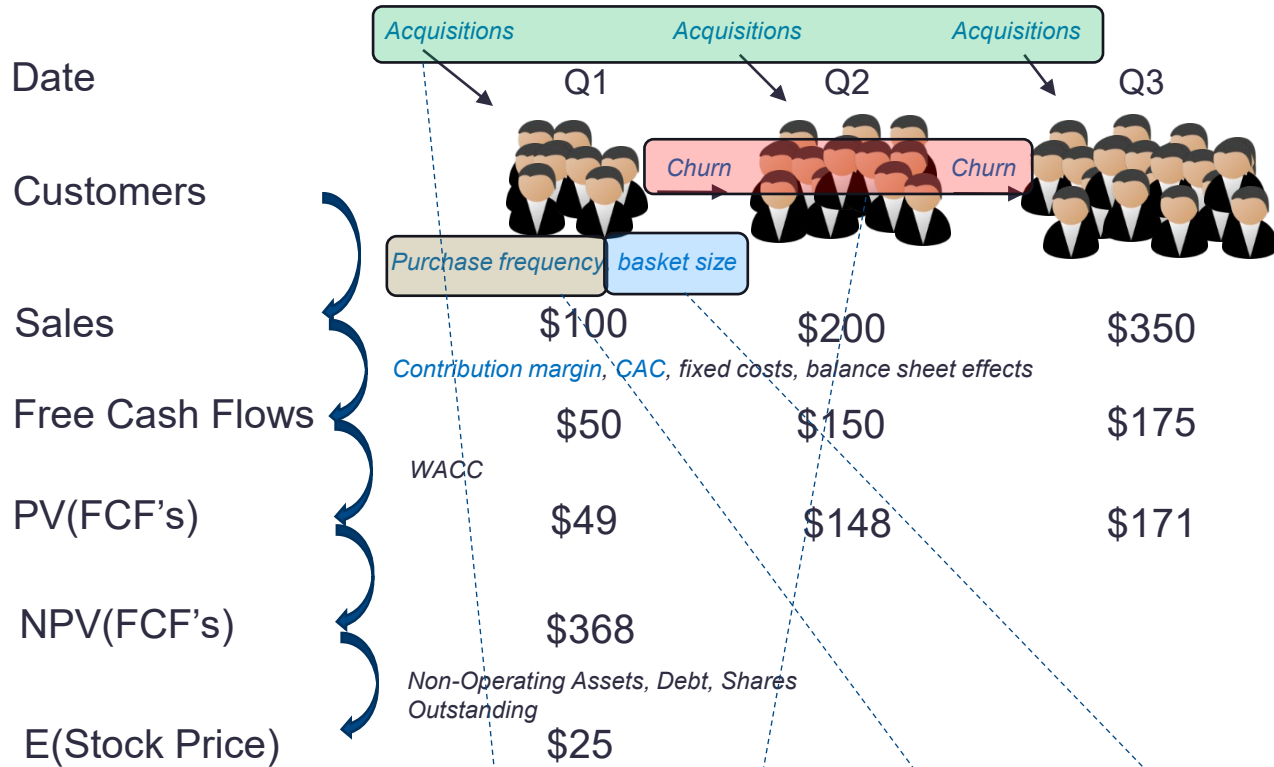 Acquisitions Acquisitions Acquisitions
Date Q1 Q2 Q3
Customers Churn Churn
Purchase frequency, basket size
Sales $100 $200 $350
Contribution margin, CAC, fixed costs, balance sheet effects
Free Cash Flows $50 $150 $175
WACC
PV(FCF's) $49 $148 $171
NPV(FCF's) $368
Non-Operating Assets, Debt, Shares
Outstanding
E(Stock Price) $25